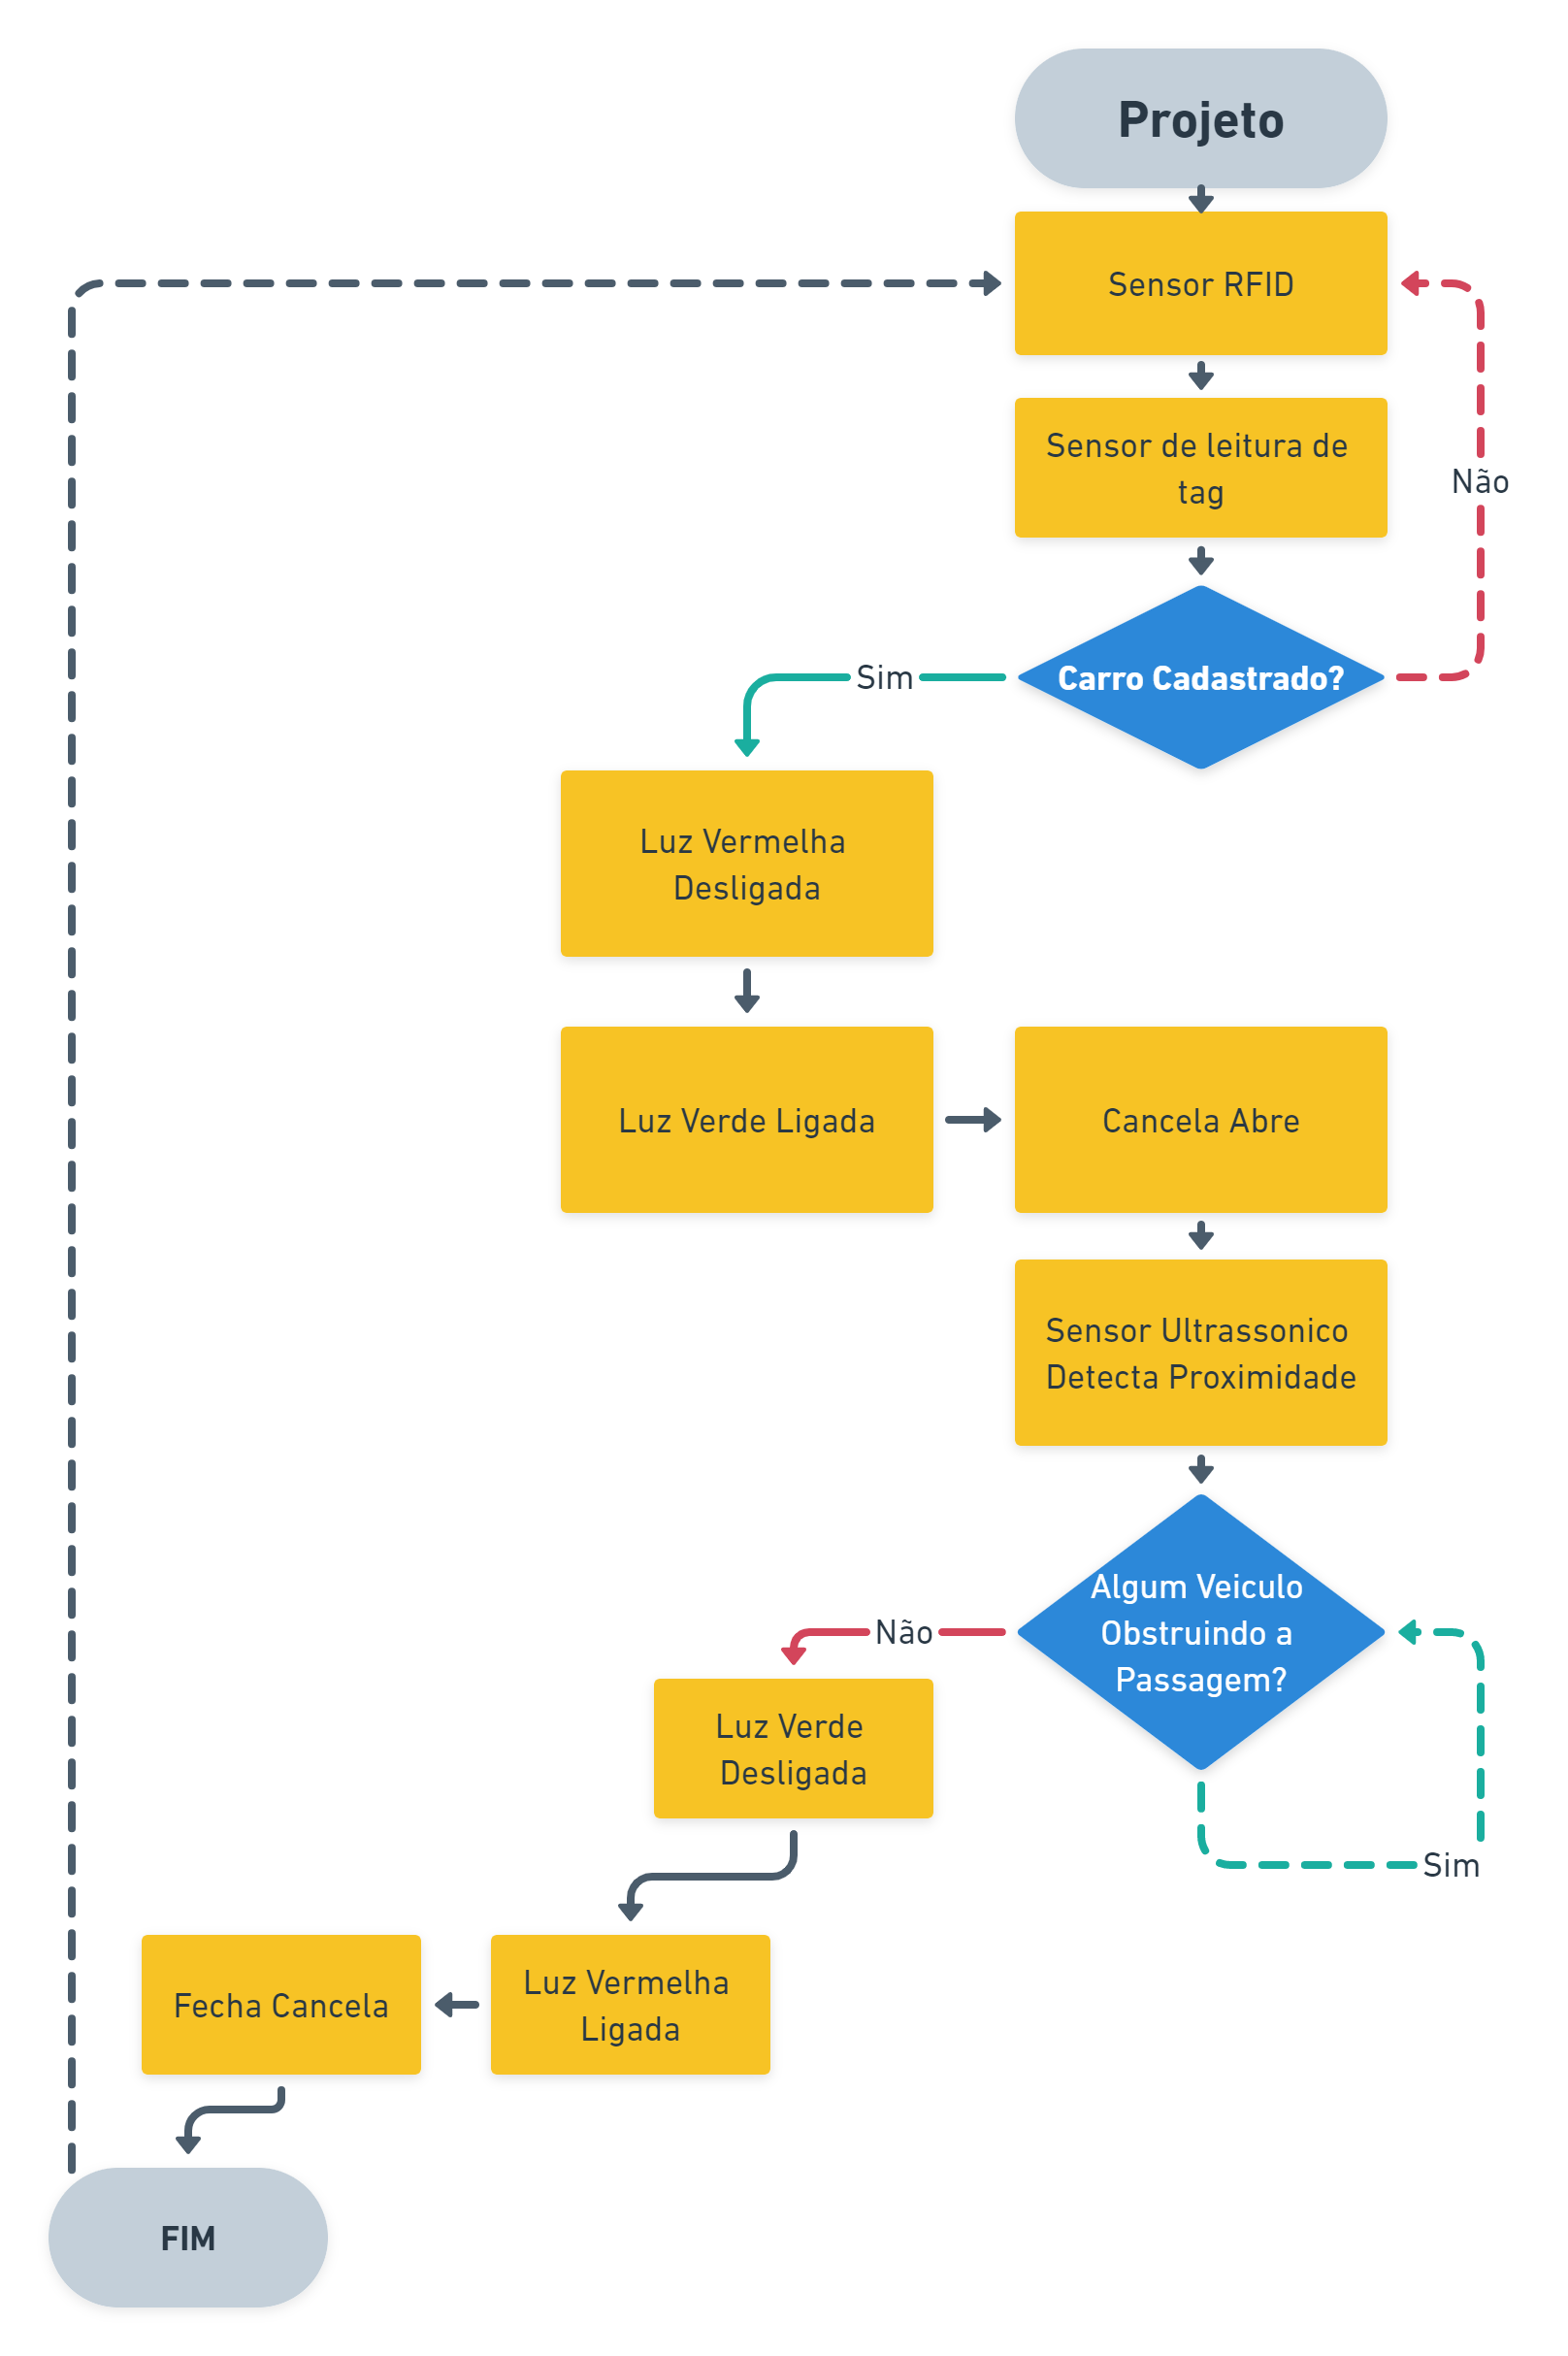 Projeto
Sensor RFID
Sensor de leitura de
tag
Não
Carro Cadastrado?
Sim
Luz Vermelha
Desligada
Luz Verde Ligada
Cancela Abre
Sensor Ultrassonico
Detecta Proximidade
Algum Veiculo
Obstruindo a
Passagem?
Não
Sim
Luz Verde
Desligada
Luz Vermelha
Ligada
Fecha Cancela
FIM